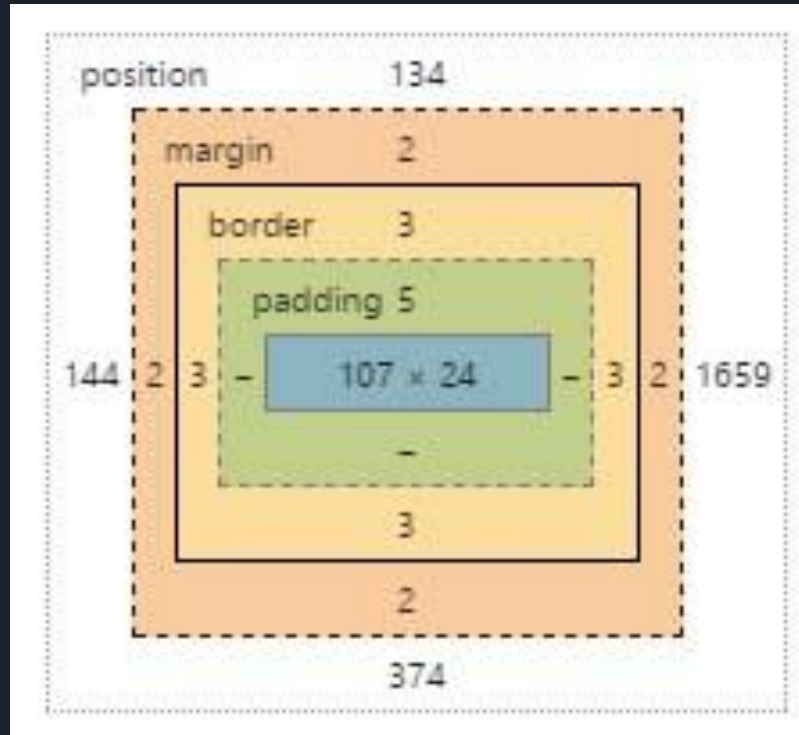 position 134
margin 2
border 3
padding 5
144 2 3 – 107 × 24 – 3 2 1659
–
3
2
374